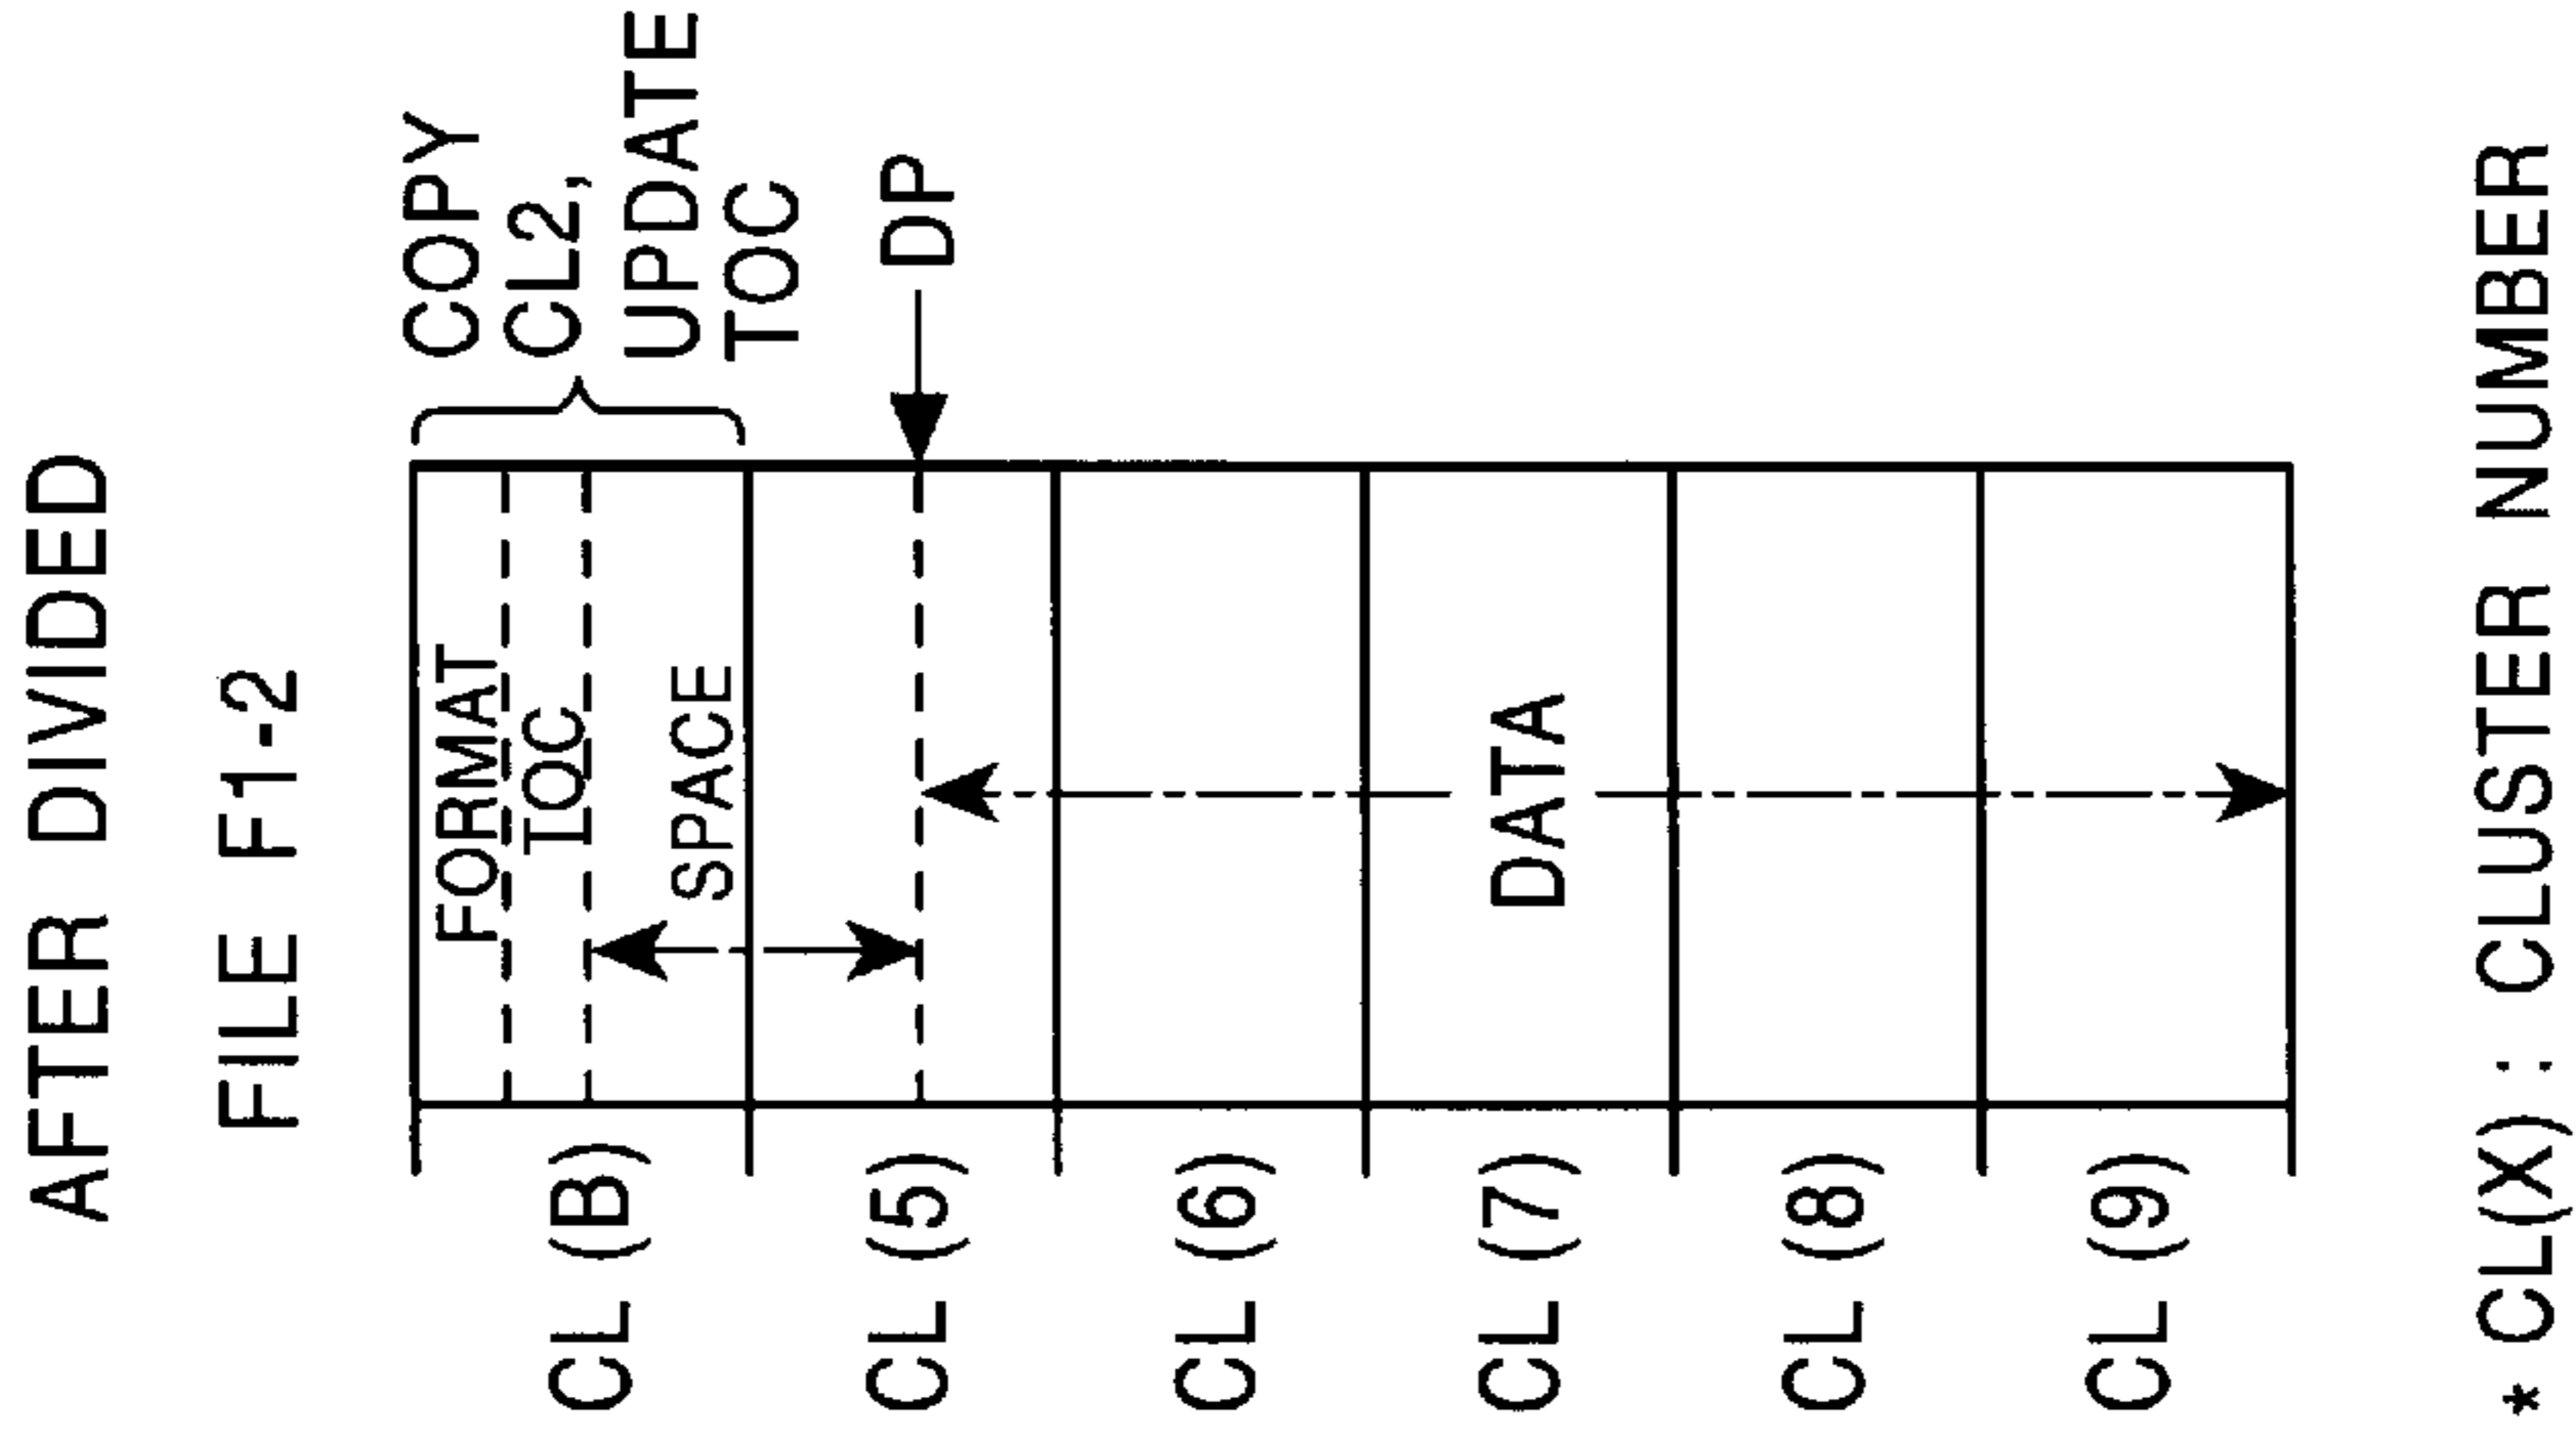 AFTER DIVIDED
FILE F1-2
COPY
CL2,
UPDATE
TOC
FORMAT
TOC
SPACE
DP
DATA
CL (B)
CL (5)
CL (6)
CL (7)
CL (8)
CL (9)
* CL(X) : CLUSTER NUMBER